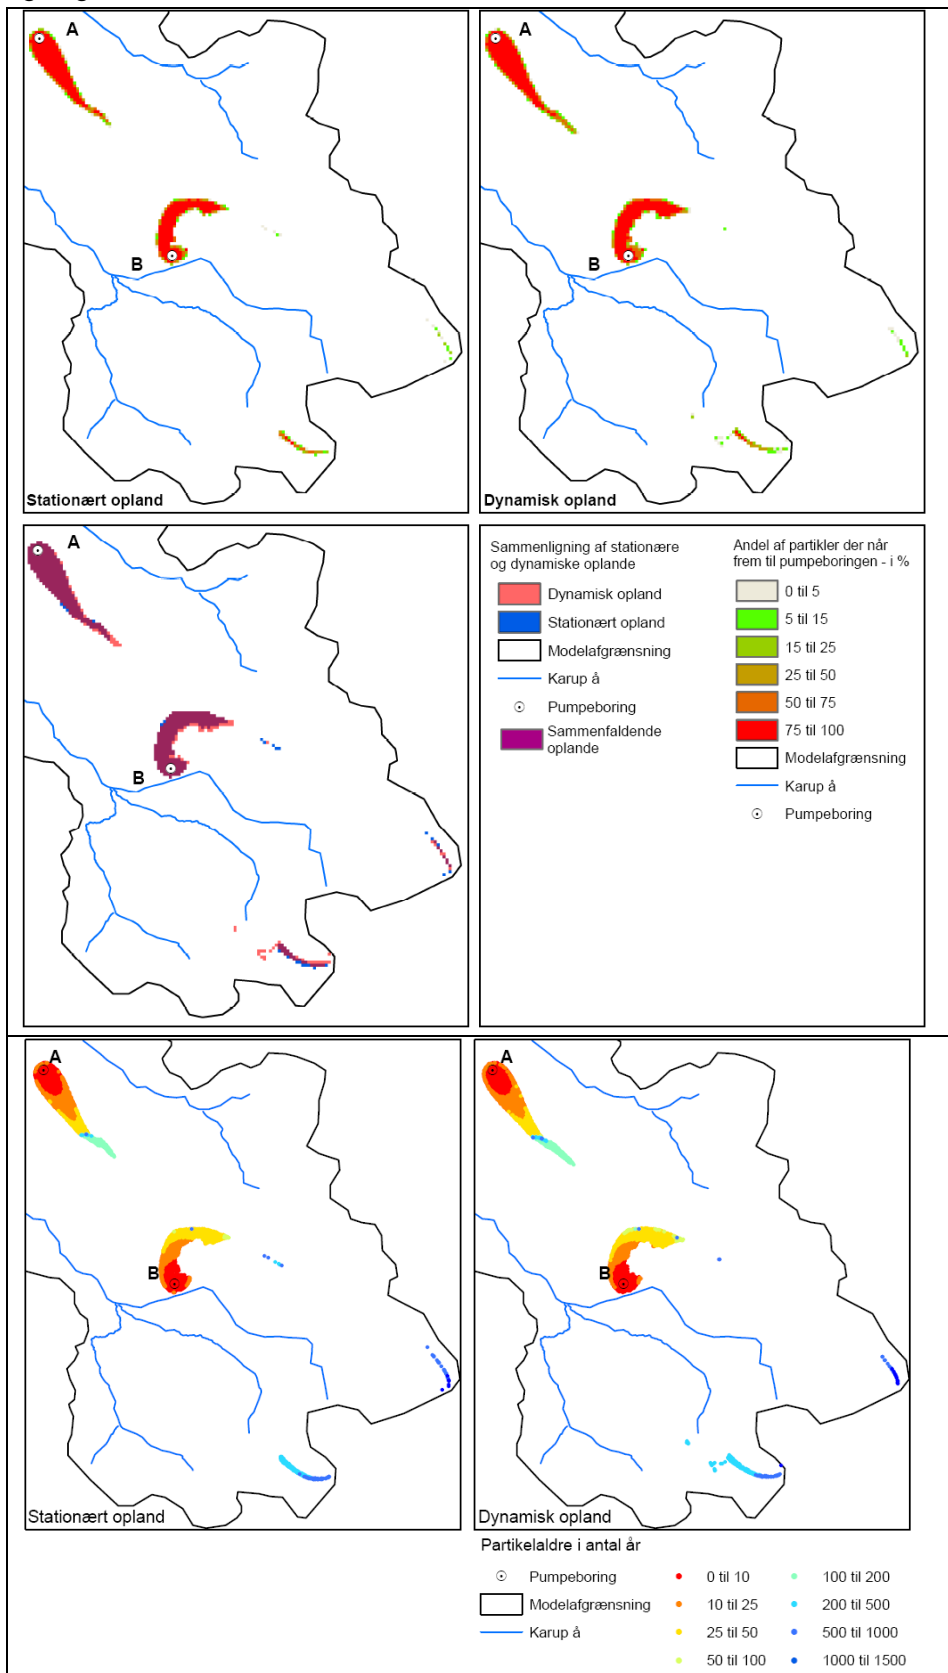 A
B
Stationært opland
A
B
Dynamisk opland
A
B
Sammenligning af stationære
og dynamiske oplande
Dynamisk opland
Stationært opland
Modelafgrænsning
Karup å
Pumpeboring
Sammenfaldende
oplande
Andel af partikler der når
frem til pumpeboringen - i %
0 til 5
5 til 15
15 til 25
25 til 50
50 til 75
75 til 100
Modelafgrænsning
Karup å
Pumpeboring
A
B
Stationært opland
A
B
Dynamisk opland
Partikelaldre i antal år
Pumpeboring
Modelafgrænsning
Karup å
0 til 10
10 til 25
25 til 50
50 til 100
100 til 200
200 til 500
500 til 1000
1000 til 1500